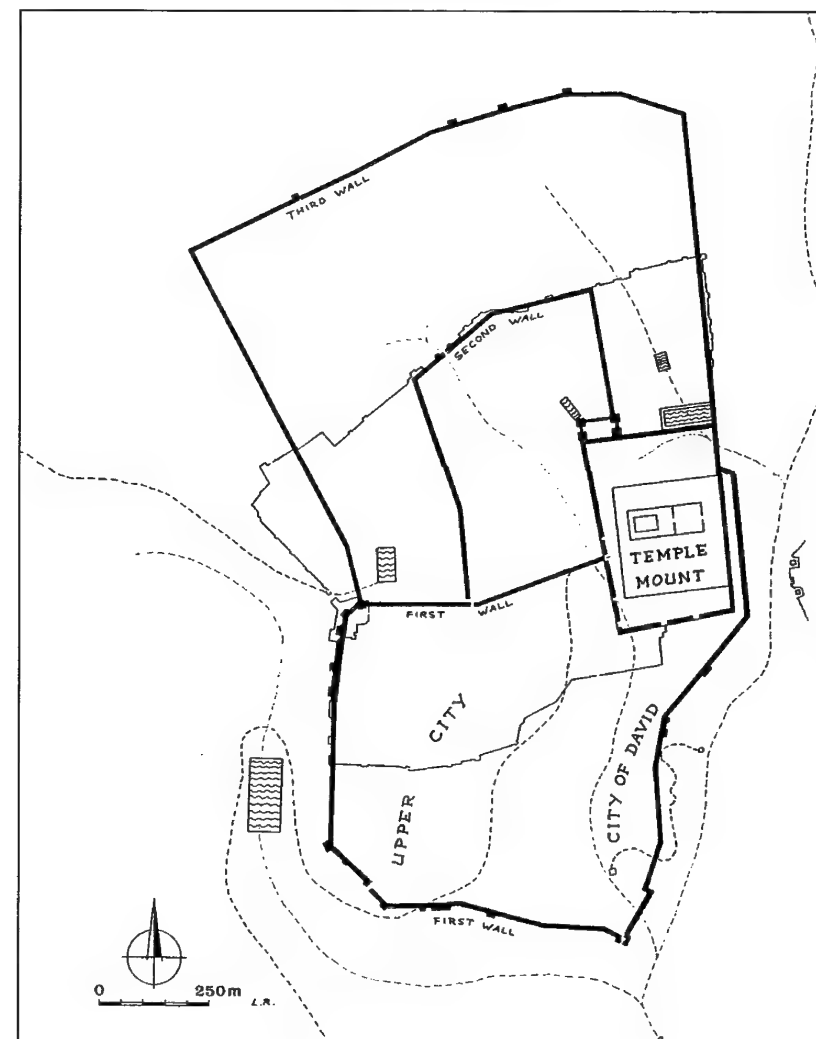 THIRD WALL
SECOND WALL
TEMPLE
MOUNT
FIRST WALL
UPPER CITY
CITY OF DAVID
FIRST WALL
0 250m L.R.